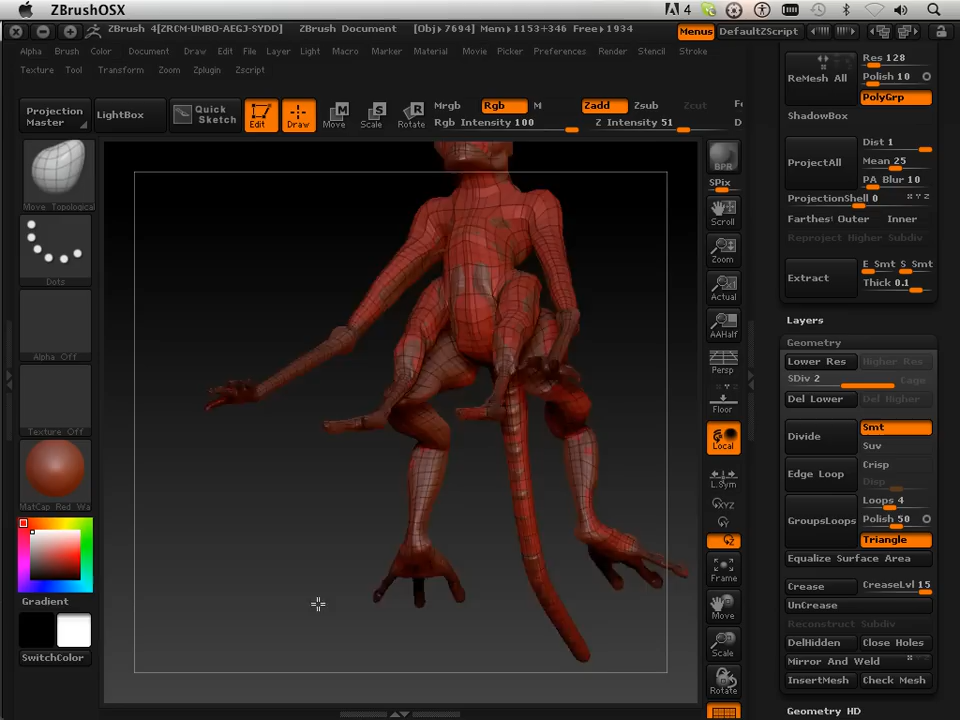 ZBrushOSX
4
ZBrush 4[ZRCM-UMBO-AEGJ-SYDD] ZBrush Document [Obj▸7694] Mem▸1153+346 Free▸1934 Menus DefaultZScript
Alpha Brush Color Document Draw Edit File Layer Light Macro Marker Material Movie Picker Preferences Render Stencil Stroke
Texture Tool Transform Zoom Zplugin Zscript
Projection Master
LightBox
Quick Sketch
Edit
Draw
Move
Scale
Rotate
Mrgb Rgb M Zadd Zsub Zcut
Rgb Intensity 100 Z Intensity 51
Move Topological
Dots
Alpha Off
Texture Off
MatCap Red Wa
Gradient
SwitchColor
BPR
SPix
Scroll
Zoom
Actual
AAHalf
Persp
Floor
Local
L.Sym
XYZ
Y
Z
Frame
Move
Scale
Rotate
ReMesh All
Res 128
Polish 10
PolyGrp
ShadowBox
ProjectAll
Dist 1
Mean 25
PA Blur 10
ProjectionShell 0
Farthes Outer Inner
Reproject Higher Subdiv
Extract
E Smt S Smt
Thick 0.1
Layers
Geometry
Lower Res Higher Res
SDiv 2 Cage
Del Lower Del Higher
Divide
Smt
Suv
Edge Loop
Crisp
Disp
GroupsLoops
Loops 4
Polish 50
Triangle
Equalize Surface Area
Crease CreaseLvl 15
UnCrease
Reconstruct Subdiv
DelHidden Close Holes
Mirror And Weld
InsertMesh Check Mesh
Geometry HD